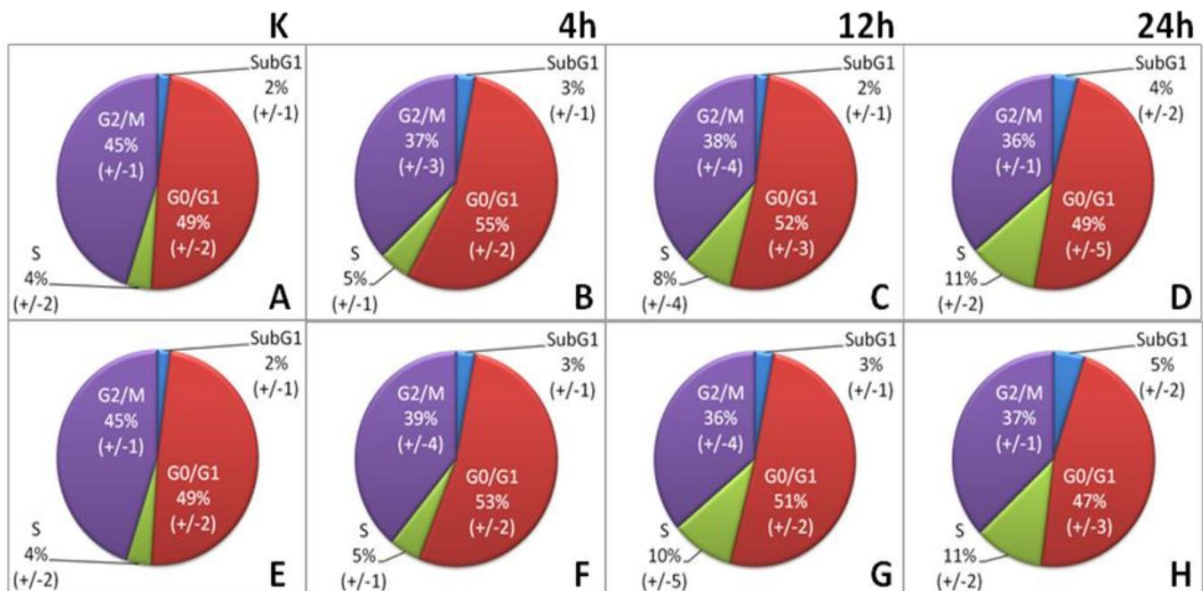 K
4h
12h
24h
SubG1
2%
(+/-1)
G2/M
45%
(+/-1)
G0/G1
49%
(+/-2)
S
4%
(+/-2)
A
SubG1
3%
(+/-1)
G2/M
37%
(+/-3)
G0/G1
55%
(+/-2)
S
5%
(+/-1)
B
SubG1
2%
(+/-1)
G2/M
38%
(+/-4)
G0/G1
52%
(+/-3)
S
8%
(+/-4)
C
SubG1
4%
(+/-2)
G2/M
36%
(+/-1)
G0/G1
49%
(+/-5)
S
11%
(+/-2)
D
SubG1
2%
(+/-1)
G2/M
45%
(+/-1)
G0/G1
49%
(+/-2)
S
4%
(+/-2)
E
SubG1
3%
(+/-1)
G2/M
39%
(+/-4)
G0/G1
53%
(+/-2)
S
5%
(+/-1)
F
SubG1
3%
(+/-1)
G2/M
36%
(+/-4)
G0/G1
51%
(+/-2)
S
10%
(+/-5)
G
SubG1
5%
(+/-2)
G2/M
37%
(+/-1)
G0/G1
47%
(+/-3)
S
11%
(+/-2)
H